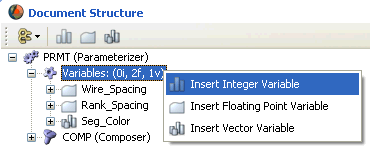 Document Structure
PRMT (Parameterizer)
Variables: (0i, 2f, 1v)
Insert Integer Variable
Wire_Spacing
Insert Floating Point Variable
Rank_Spacing
Seg_Color
Insert Vector Variable
COMP (Composer)